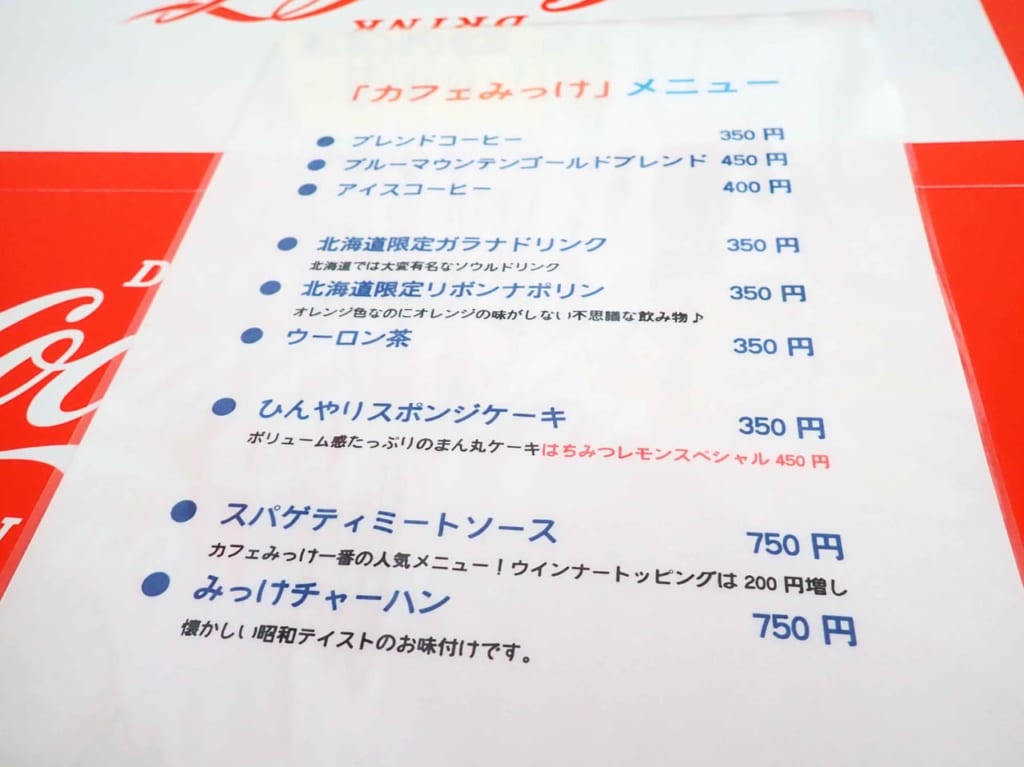 DRINK
「カフェみっけ」メニュー
● ブレンドコーヒー 350 円
● ブルーマウンテンゴールドブレンド 450 円
● アイスコーヒー 400 円
● 北海道限定ガラナドリンク 350 円
北海道では大変有名なソウルドリンク
● 北海道限定リボンナポリン 350 円
オレンジ色なのにオレンジの味がしない不思議な飲み物♪
● ウーロン茶 350 円
● ひんやりスポンジケーキ 350 円
ボリューム感たっぷりのまん丸ケーキはちみつレモンスペシャル 450 円
● スパゲティミートソース 750 円
カフェみっけ一番の人気メニュー！ウインナートッピングは 200 円増し
● みっけチャーハン 750 円
懐かしい昭和テイストのお味付けです。